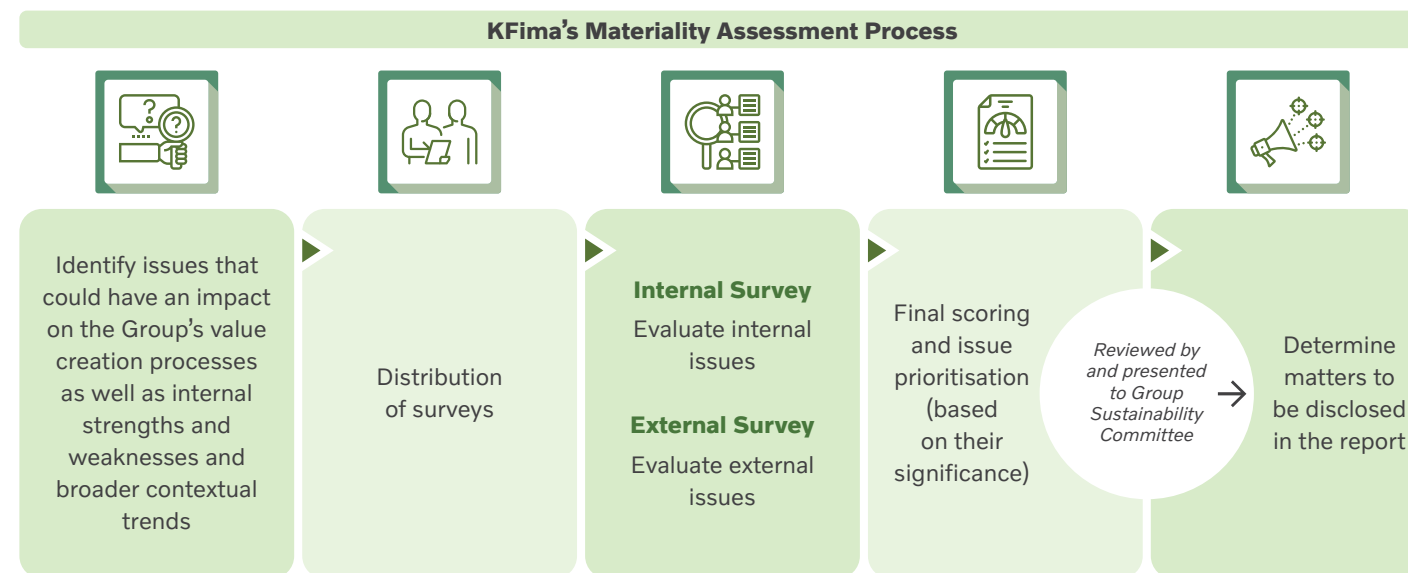 KFima’s Materiality Assessment Process
Identify issues that
could have an impact
on the Group’s value
creation processes
as well as internal
strengths and
weaknesses and
broader contextual
trends
Distribution
of surveys
Internal Survey
Evaluate internal
issues
External Survey
Evaluate external
issues
Final scoring
and issue
prioritisation
(based
on their
significance)
Reviewed by
and presented
to Group
Sustainability
Committee
Determine
matters to
be disclosed
in the report